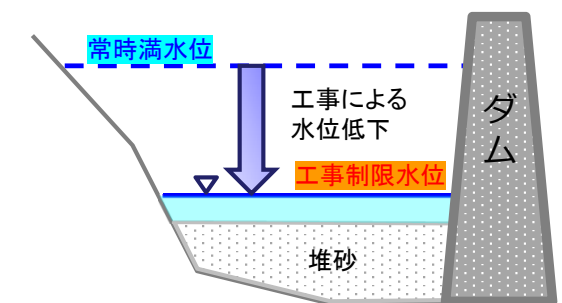 常時満水位
工事による
水位低下
工事制限水位
ダム
堆砂